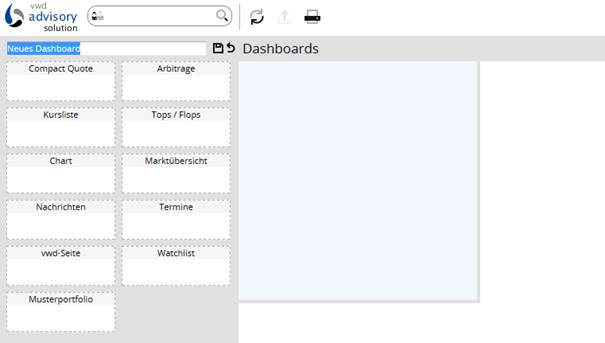 vwd
advisory
solution
Neues Dashboard
Dashboards
Compact Quote
Arbitrage
Kursliste
Tops / Flops
Chart
Marktübersicht
Nachrichten
Termine
vwd-Seite
Watchlist
Musterportfolio